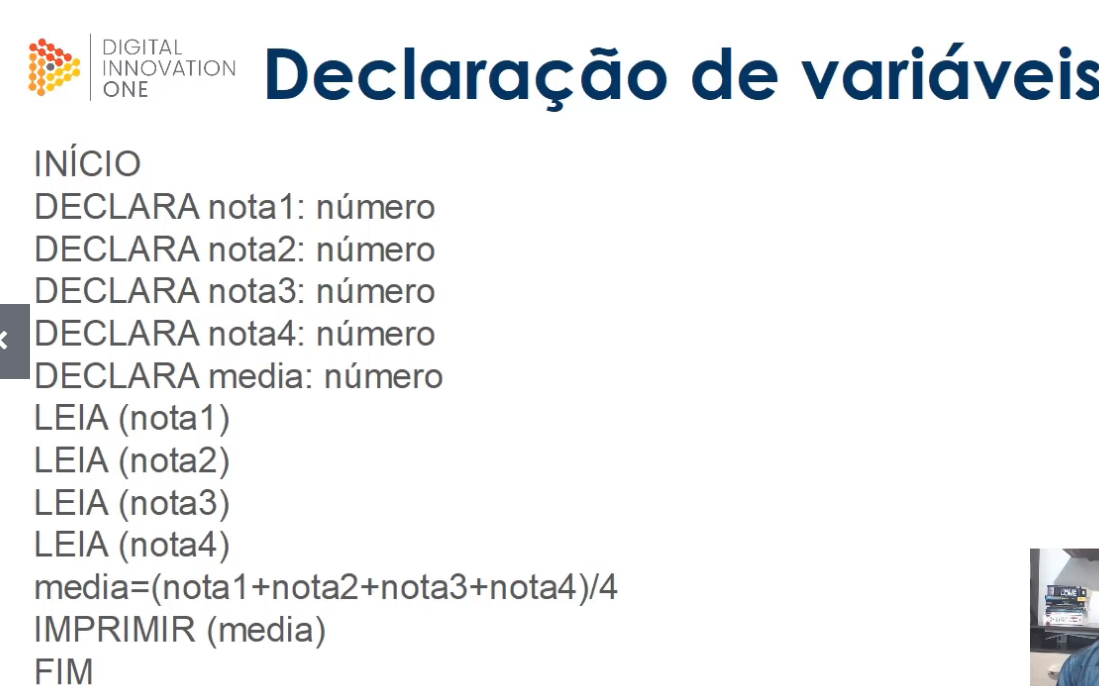 DIGITAL
INNOVATION
ONE
Declaração de variáveis
INÍCIO
DECLARA nota1: número
DECLARA nota2: número
DECLARA nota3: número
DECLARA nota4: número
DECLARA media: número
LEIA (nota1)
LEIA (nota2)
LEIA (nota3)
LEIA (nota4)
media=(nota1+nota2+nota3+nota4)/4
IMPRIMIR (media)
FIM